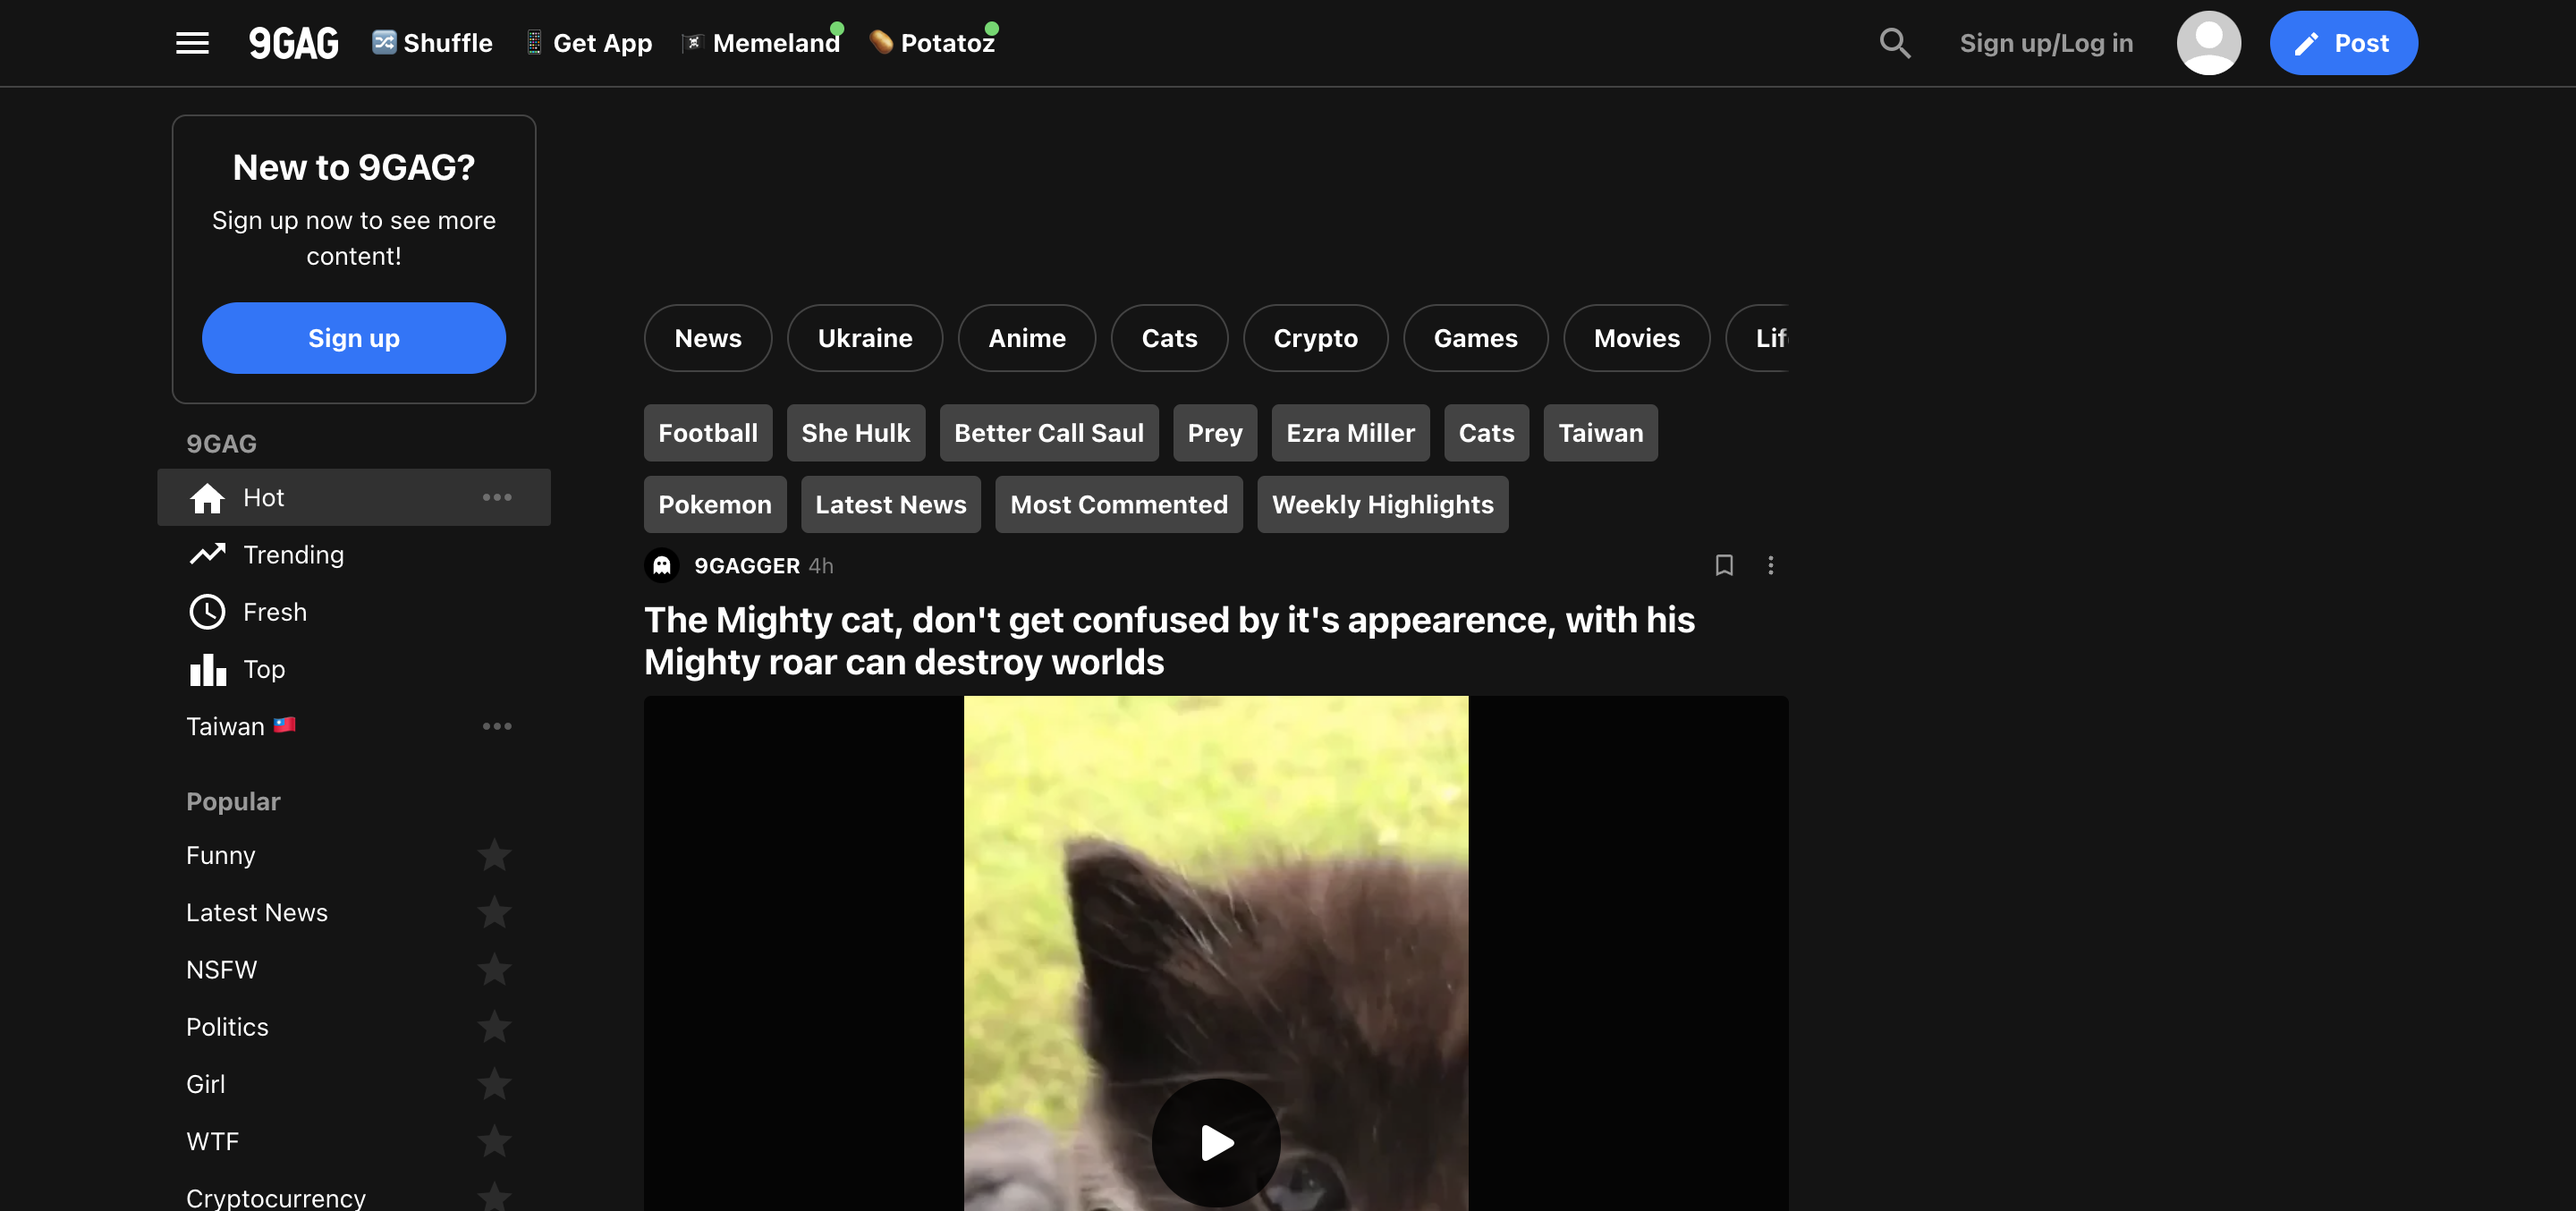 9GAG
Shuffle
Get App
Memeland
Potatoz
Sign up/Log in
Post
New to 9GAG?
Sign up now to see more
content!
Sign up
9GAG
Hot
Trending
Fresh
Top
Taiwan
Popular
Funny
Latest News
NSFW
Politics
Girl
WTF
Cryptocurrency
News
Ukraine
Anime
Cats
Crypto
Games
Movies
Football
She Hulk
Better Call Saul
Prey
Ezra Miller
Cats
Taiwan
Pokemon
Latest News
Most Commented
Weekly Highlights
9GAGGER 4h
The Mighty cat, don't get confused by it's appearence, with his
Mighty roar can destroy worlds